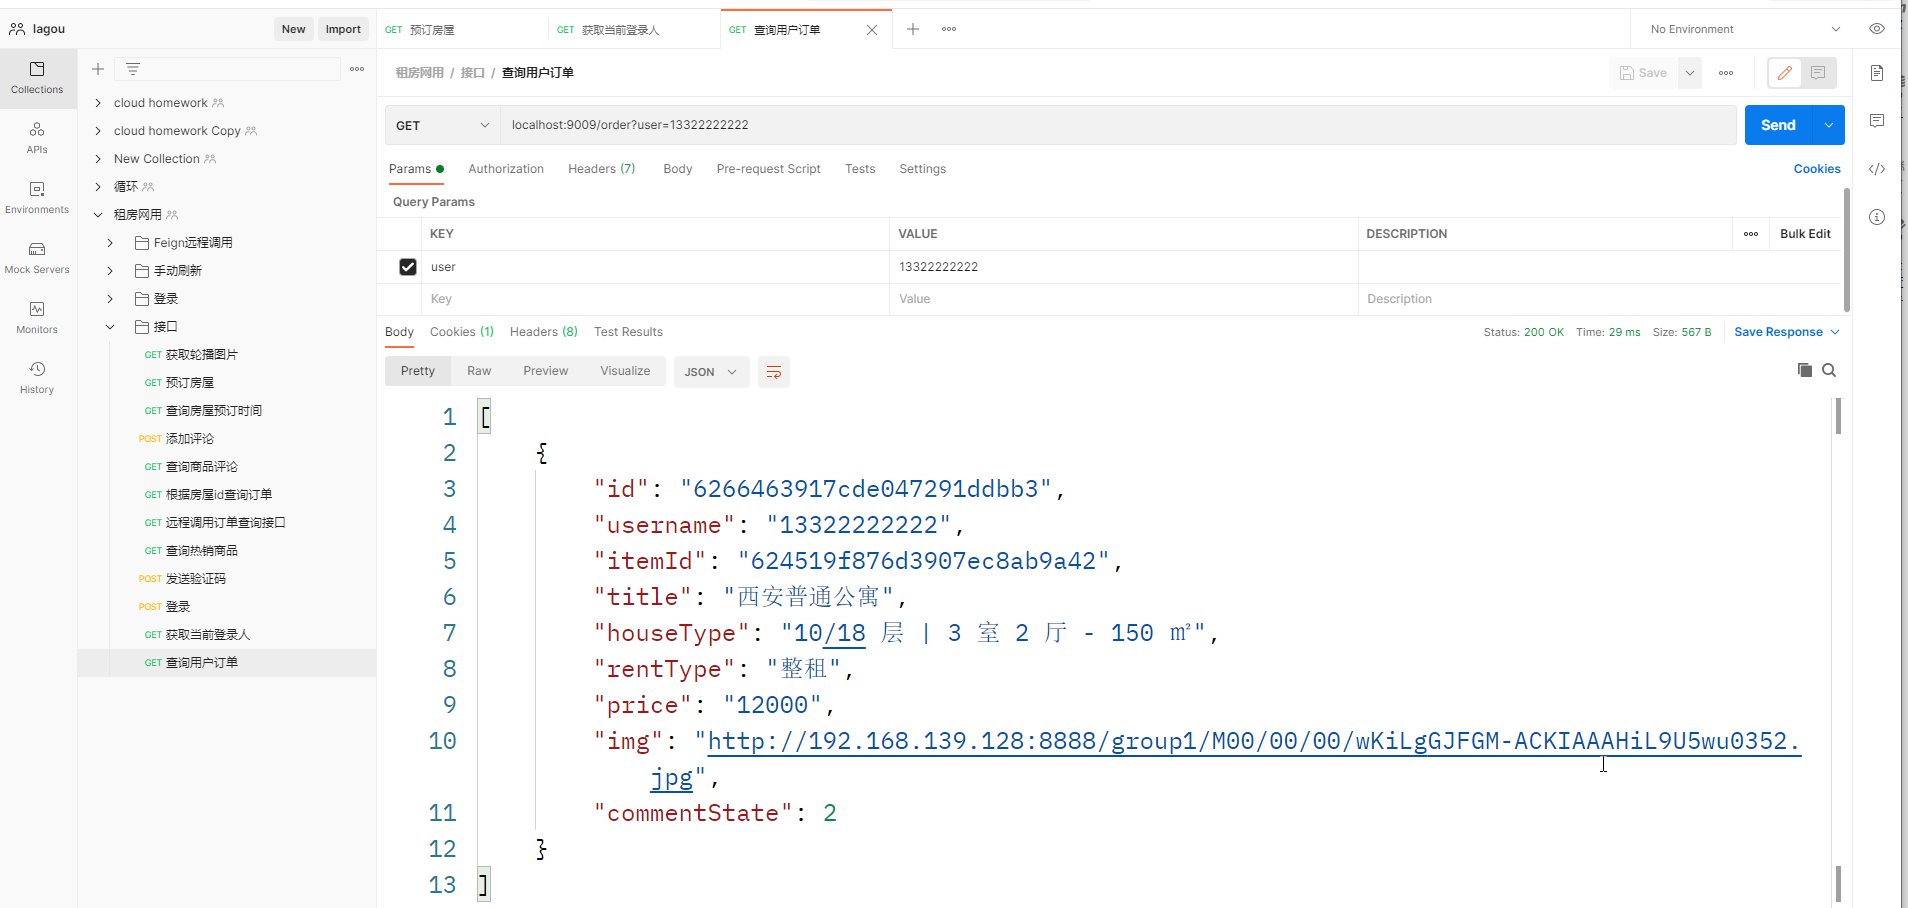 lagou
New
Import
GET 预订房屋
GET 获取当前登录人
GET 查询用户订单
No Environment
Collections
APIs
Environments
Mock Servers
Monitors
History
cloud homework
cloud homework Copy
New Collection
循环
租房网用
Feign远程调用
手动刷新
登录
接口
GET 获取轮播图片
GET 预订房屋
GET 查询房屋预订时间
POST 添加评论
GET 查询商品评论
GET 根据房屋id查询订单
GET 远程调用订单查询接口
GET 查询热销商品
POST 发送验证码
POST 登录
GET 获取当前登录人
GET 查询用户订单
租房网用 / 接口 / 查询用户订单
Save
GET
localhost:9009/order?user=13322222222
Send
Params Authorization Headers (7) Body Pre-request Script Tests Settings
Cookies
Query Params
KEY VALUE DESCRIPTION Bulk Edit
user 13322222222
Key Value Description
Body Cookies (1) Headers (8) Test Results
Status: 200 OK Time: 29 ms Size: 567 B Save Response
Pretty Raw Preview Visualize JSON
1 [
2 {
3 "id": "6266463917cde047291ddbb3",
4 "username": "13322222222",
5 "itemId": "624519f876d3907ec8ab9a42",
6 "title": "西安普通公寓",
7 "houseType": "10/18 层 | 3 室 2 厅 - 150 ㎡",
8 "rentType": "整租",
9 "price": "12000",
10 "img": "http://192.168.139.128:8888/group1/M00/00/00/wKiLgGJFGM-ACKIAAAHiL9U5wu0352.
jpg",
11 "commentState": 2
12 }
13 ]